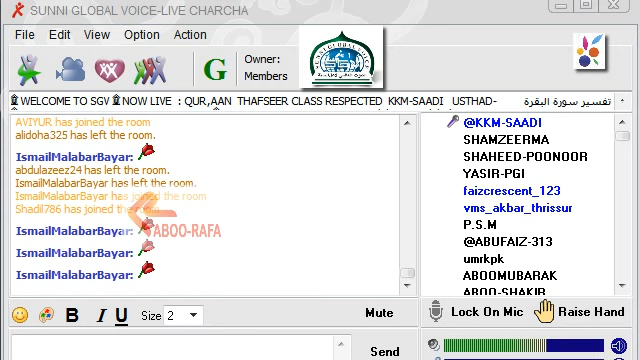 SUNNI GLOBAL VOICE-LIVE CHARCHA
File Edit View Option Action
G Owner:
Members
WELCOME TO SGV NOW LIVE : QUR,AAN THAFSEER CLASS RESPECTED KKM-SAADI USTHAD- تفسير سورة البقرة
AVIYUR has joined the room
alidoha325 has left the room.
IsmailMalabarBayar:
abdulazeez24 has left the room.
IsmailMalabarBayar has left the room.
IsmailMalabarBayar has joined the room
Shadil786 has joined the room
IsmailMalabarBayar:
ABOO-RAFA
IsmailMalabarBayar:
IsmailMalabarBayar:
@KKM-SAADI
SHAMZEERMA
SHAHEED-POONOOR
YASIR-PGI
faizcrescent_123
vms_akbar_thrissur
P.S.M
@ABUFAIZ-313
umrkpk
ABOOMUBARAK
ABOO-SHAKIR
B I U Size 2 Mute
Lock On Mic Raise Hand
Send